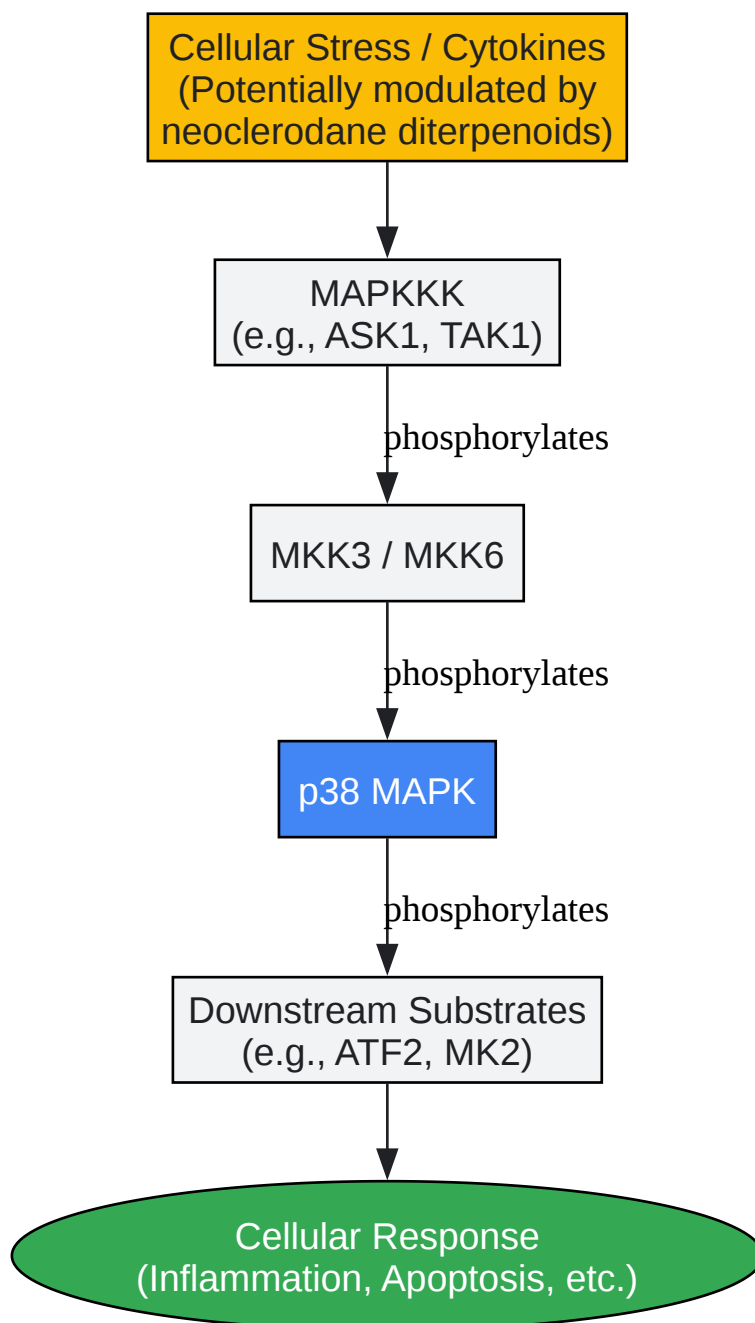 Cellular Stress / Cytokines
(Potentially modulated by
neoclerodane diterpenoids)
MAPKKK
(e.g., ASK1, TAK1)
phosphorylates
MKK3 / MKK6
phosphorylates
p38 MAPK
phosphorylates
Downstream Substrates
(e.g., ATF2, MK2)
Cellular Response
(Inflammation, Apoptosis, etc.)